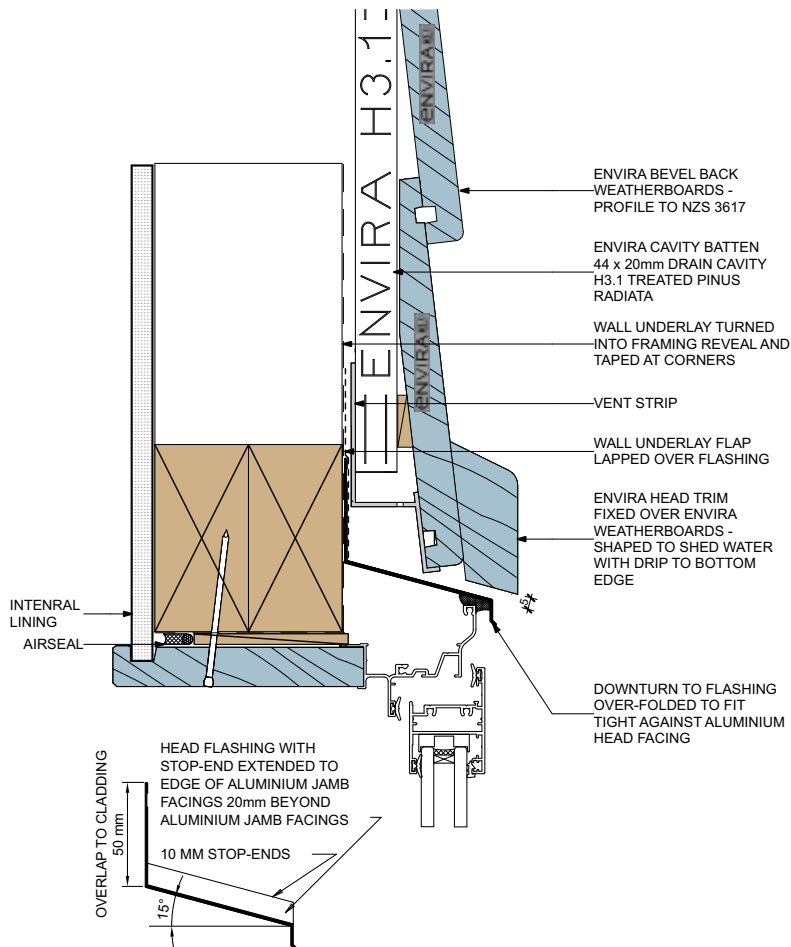 ENVIRA H3.1
ENVIRA
ENVIRA
ENVIRA BEVEL BACK
WEATHERBOARDS -
PROFILE TO NZS 3617
ENVIRA CAVITY BATTEN
44 x 20mm DRAIN CAVITY
H3.1 TREATED PINUS
RADIATA
WALL UNDERLAY TURNED
INTO FRAMING REVEAL AND
TAPED AT CORNERS
VENT STRIP
WALL UNDERLAY FLAP
LAPPED OVER FLASHING
ENVIRA HEAD TRIM
FIXED OVER ENVIRA
WEATHERBOARDS -
SHAPED TO SHED WATER
WITH DRIP TO BOTTOM
EDGE
5
INTENRAL
LINING
AIRSEAL
DOWNTURN TO FLASHING
OVER-FOLDED TO FIT
TIGHT AGAINST ALUMINIUM
HEAD FACING
HEAD FLASHING WITH
STOP-END EXTENDED TO
EDGE OF ALUMINIUM JAMB
FACINGS 20mm BEYOND
ALUMINIUM JAMB FACINGS
10 MM STOP-ENDS
OVERLAP TO CLADDING
50 mm
15°